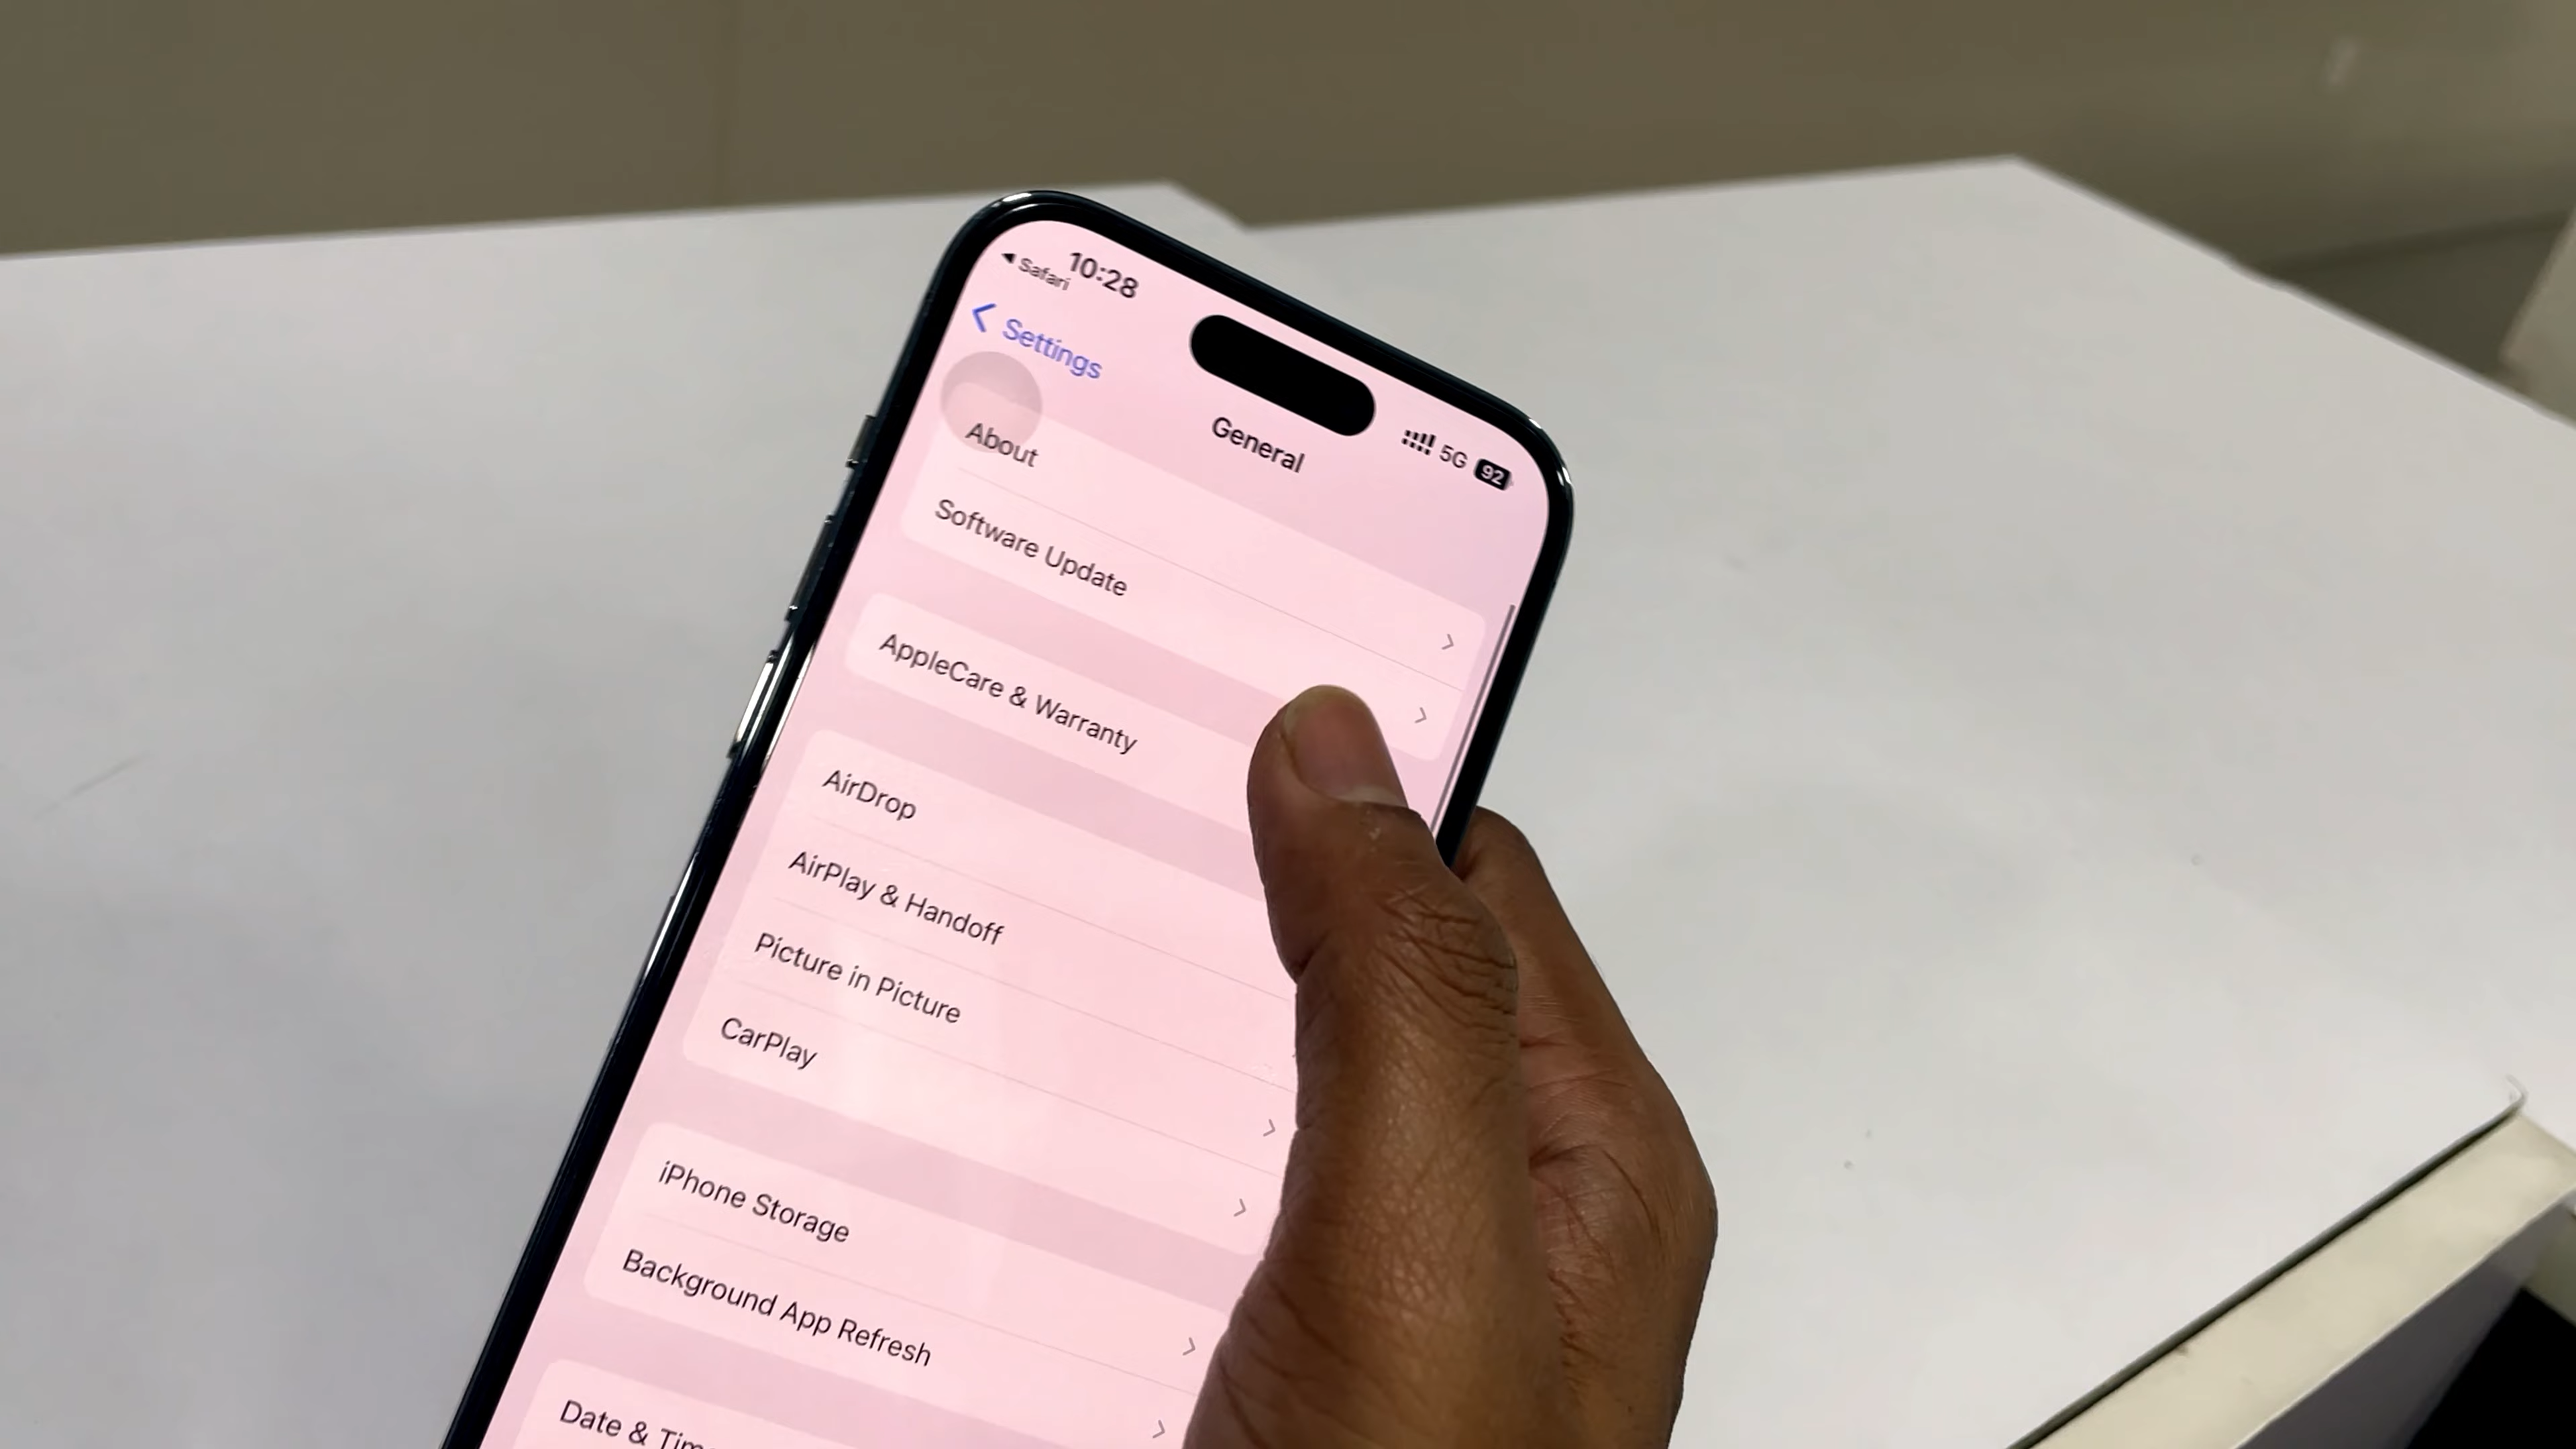 10:28
◀ Safari
Settings
General
5G 92
About
Software Update
AppleCare & Warranty
AirDrop
AirPlay & Handoff
Picture in Picture
CarPlay
iPhone Storage
Background App Refresh
Date & Tim